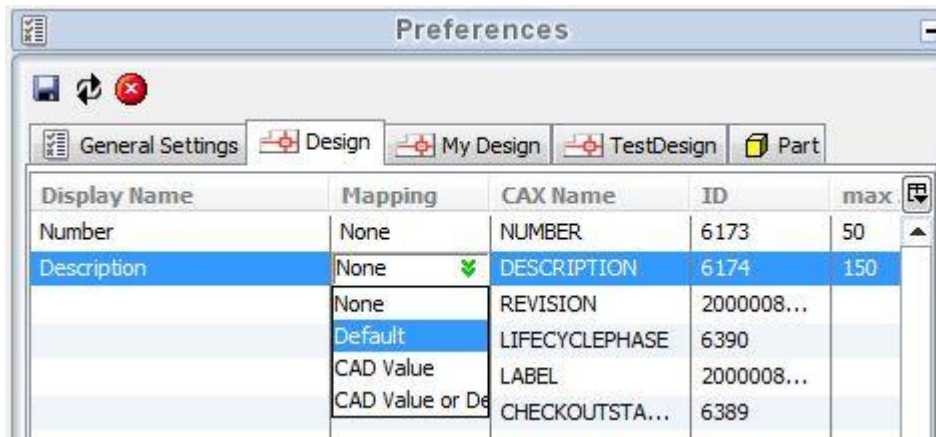 Preferences
General Settings Design My Design TestDesign Part
Display Name Mapping CAX Name ID max
Number None NUMBER 6173 50
Description None DESCRIPTION 6174 150
None REVISION 2000008...
Default LIFECYCLEPHASE 6390
CAD Value LABEL 2000008...
CAD Value or De CHECKOUTSTA... 6389